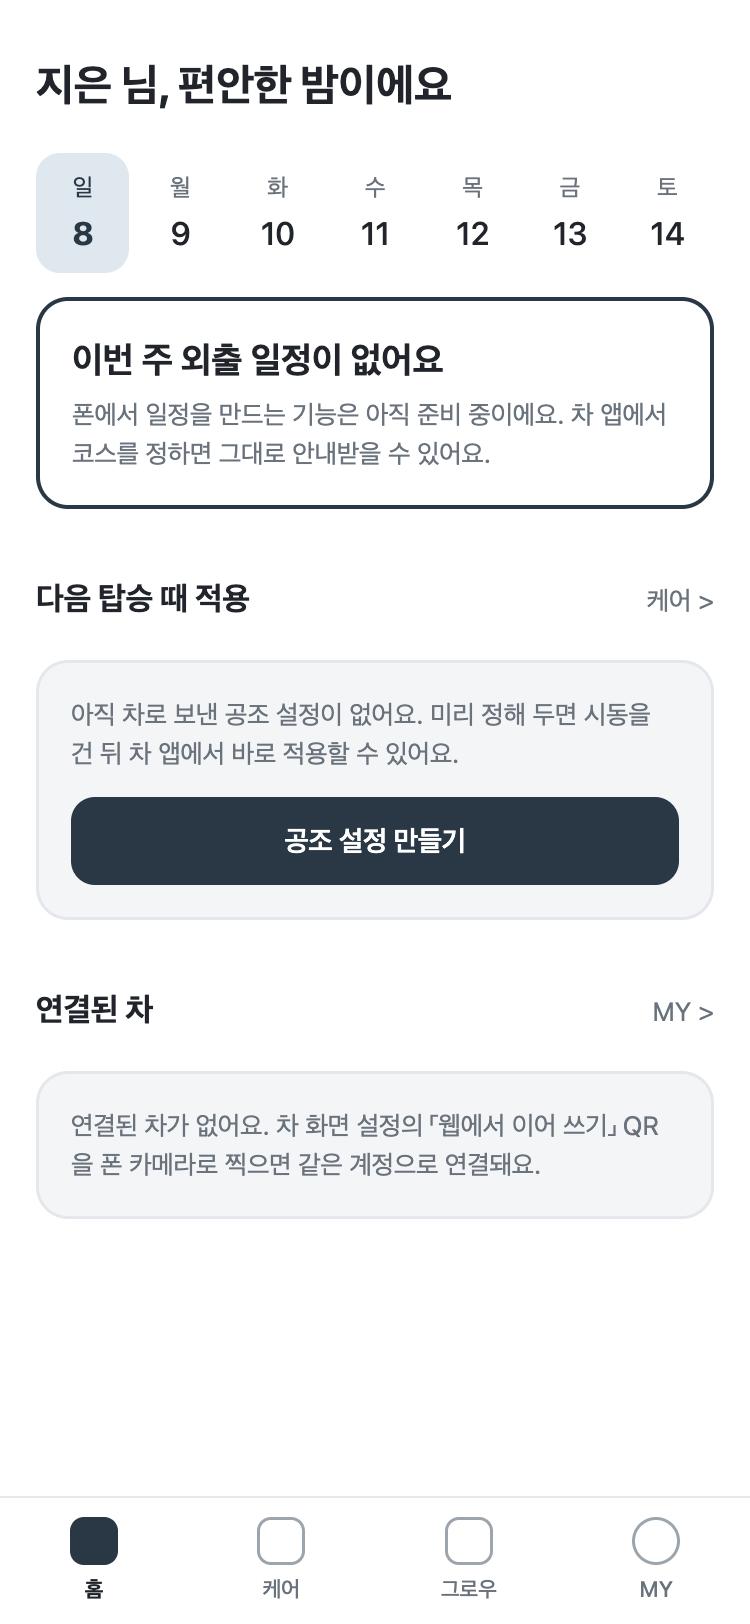 지은 님, 편안한 밤이에요
일 월 화 수 목 금 토
8 9 10 11 12 13 14
이번 주 외출 일정이 없어요
폰에서 일정을 만드는 기능은 아직 준비 중이에요. 차 앱에서
코스를 정하면 그대로 안내받을 수 있어요.
다음 탑승 때 적용
케어 >
아직 차로 보낸 공조 설정이 없어요. 미리 정해 두면 시동을
건 뒤 차 앱에서 바로 적용할 수 있어요.
공조 설정 만들기
연결된 차
MY >
연결된 차가 없어요. 차 화면 설정의 「웹에서 이어 쓰기」 QR
을 폰 카메라로 찍으면 같은 계정으로 연결돼요.
홈 케어 그로우 MY